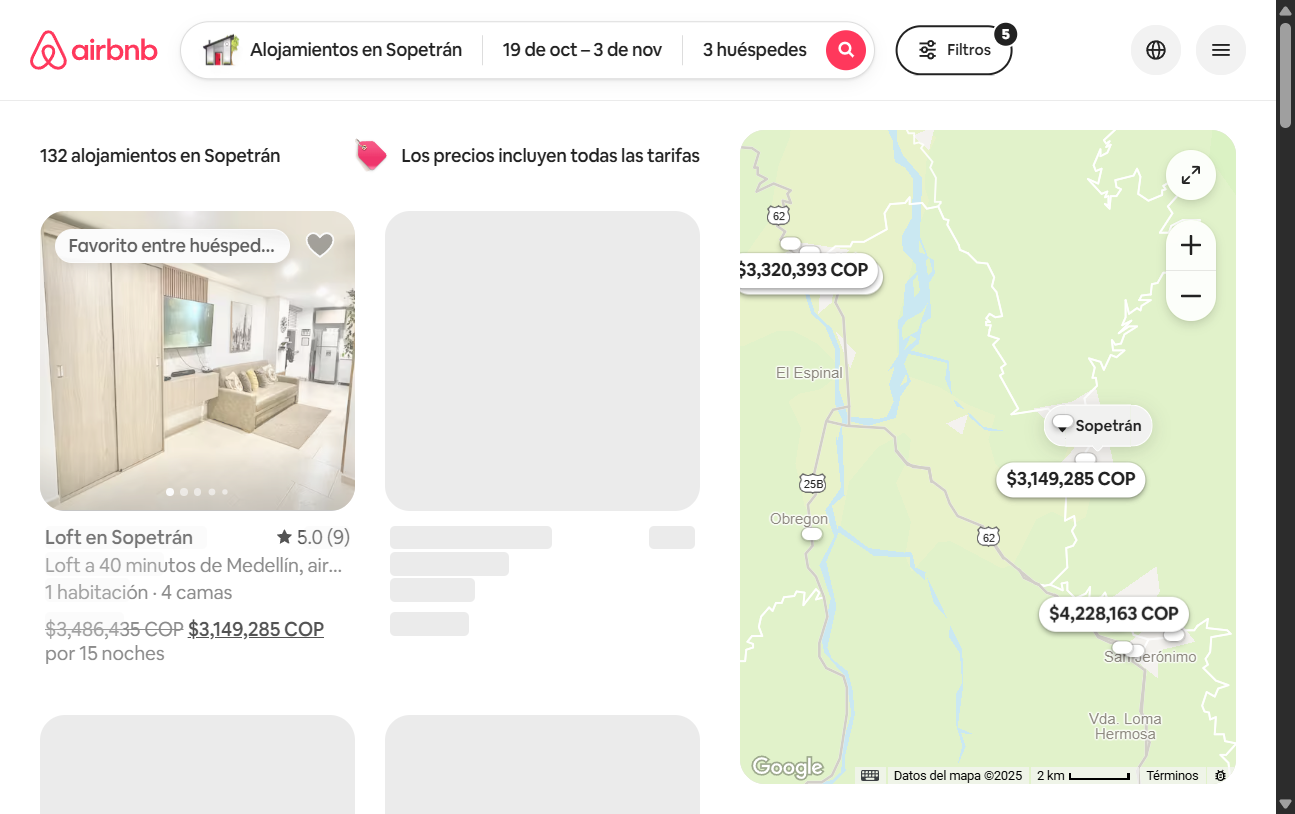 airbnb
Alojamientos en Sopetrán
19 de oct – 3 de nov
3 huéspedes
Filtros
5
132 alojamientos en Sopetrán
Los precios incluyen todas las tarifas
Favorito entre huésped...
Loft en Sopetrán
5.0 (9)
Loft a 40 minutos de Medellín, air...
1 habitación · 4 camas
$3,486,435 COP $3,149,285 COP
por 15 noches
62
$3,320,393 COP
El Espinal
Sopetrán
$3,149,285 COP
25B
Obregon
62
$4,228,163 COP
San Jerónimo
Vda. Loma
Hermosa
Google
Datos del mapa ©2025
2 km
Términos